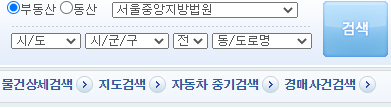 부동산 동산 서울중앙지방법원
시/도 시/군/구 전 동/도로명
검색
물건상세검색 지도검색 자동차 중기검색 경매사건검색